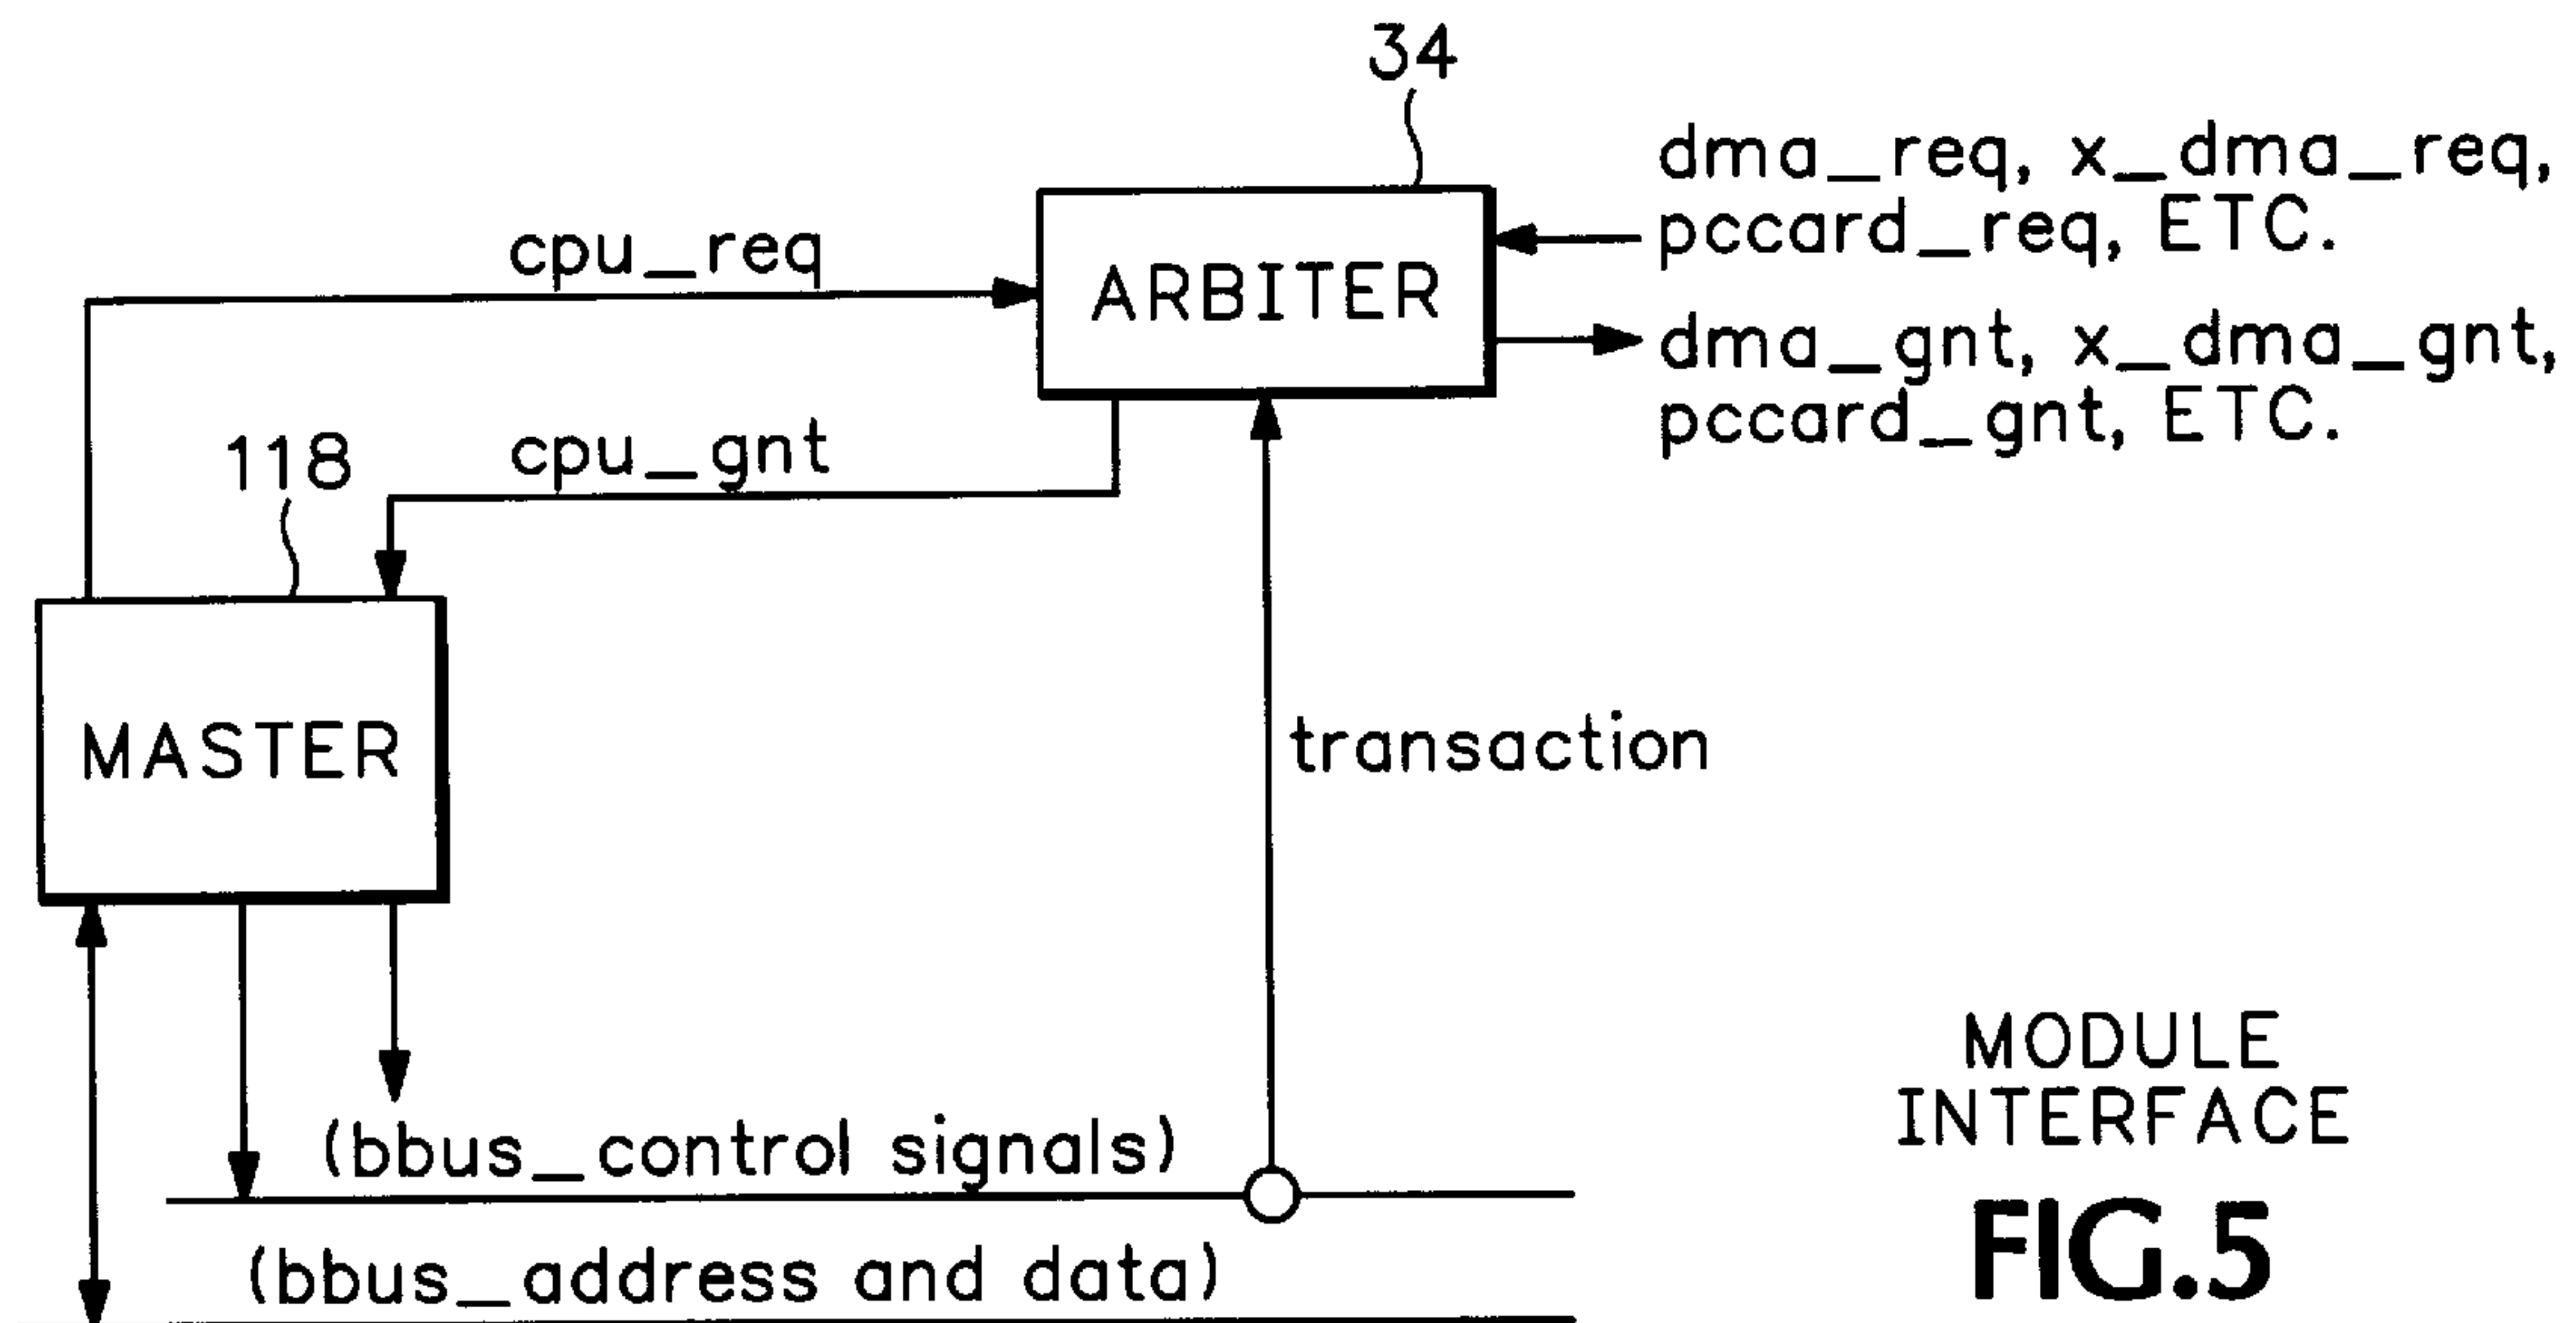 34
dma_req, x_dma_req,
pccard_req, ETC.
cpu_req
ARBITER
dma_gnt, x_dma_gnt,
pccard_gnt, ETC.
cpu_gnt
118
MASTER
transaction
(bbus_control signals)
(bbus_address and data)
MODULE
INTERFACE
FIG.5